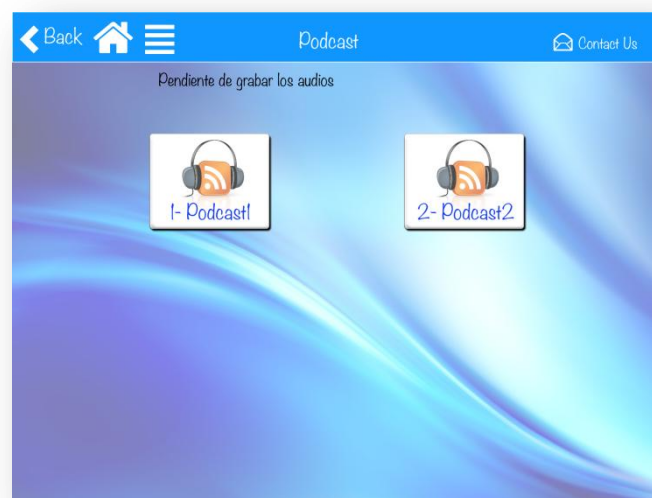 Back
Podcast
Contact Us
Pendiente de grabar los audios
1- Podcast1
2- Podcast2